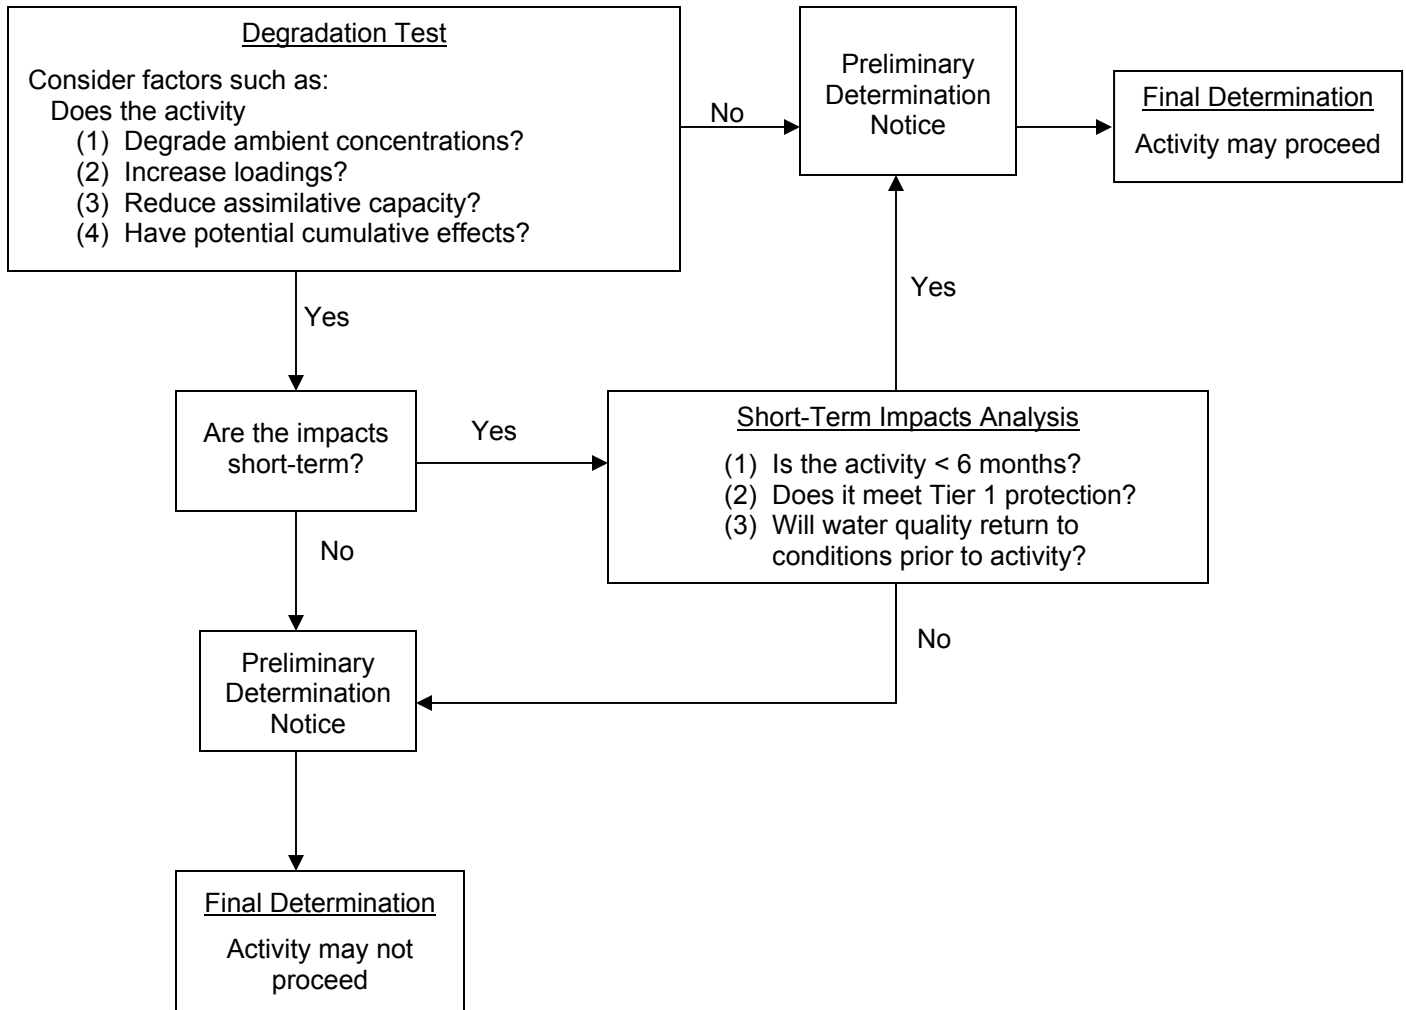 Degradation Test
Consider factors such as:
Does the activity
(1) Degrade ambient concentrations?
(2) Increase loadings?
(3) Reduce assimilative capacity?
(4) Have potential cumulative effects?
No
Preliminary
Determination
Notice
Final Determination
Activity may proceed
Yes
Yes
Are the impacts
short-term?
Yes
Short-Term Impacts Analysis
(1) Is the activity < 6 months?
(2) Does it meet Tier 1 protection?
(3) Will water quality return to
conditions prior to activity?
No
No
Preliminary
Determination
Notice
Final Determination
Activity may not
proceed